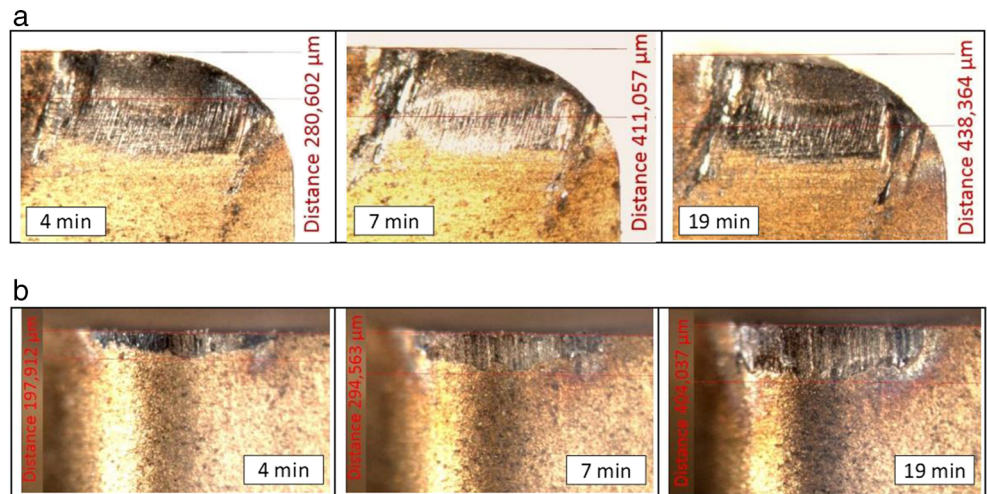 a
Distance 280,602 µm
4 min
Distance 411,057 µm
7 min
Distance 438,364 µm
19 min
b
Distance 197,912 µm
4 min
Distance 294,563 µm
7 min
Distance 404,037 µm
19 min